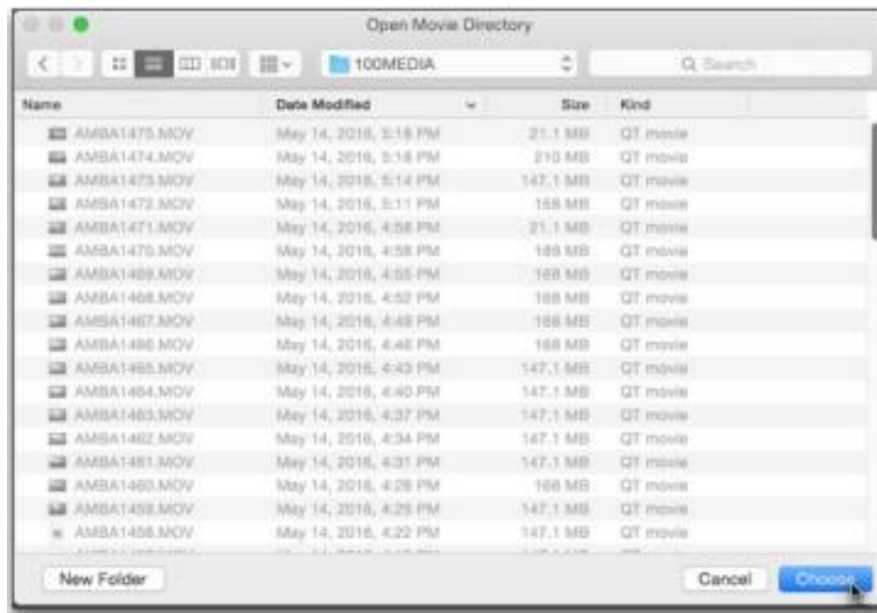 Open Movie Directory
100MEDIA
Search
Name Date Modified Size Kind
AMBA1475.MOV May 14, 2016, 5:18 PM 21.1 MB QT movie
AMBA1474.MOV May 14, 2016, 5:18 PM 210 MB QT movie
AMBA1473.MOV May 14, 2016, 5:14 PM 147.1 MB QT movie
AMBA1472.MOV May 14, 2016, 5:11 PM 168 MB QT movie
AMBA1471.MOV May 14, 2016, 4:58 PM 21.1 MB QT movie
AMBA1470.MOV May 14, 2016, 4:58 PM 189 MB QT movie
AMBA1469.MOV May 14, 2016, 4:55 PM 168 MB QT movie
AMBA1468.MOV May 14, 2016, 4:52 PM 168 MB QT movie
AMBA1467.MOV May 14, 2016, 4:49 PM 168 MB QT movie
AMBA1466.MOV May 14, 2016, 4:46 PM 168 MB QT movie
AMBA1465.MOV May 14, 2016, 4:43 PM 147.1 MB QT movie
AMBA1464.MOV May 14, 2016, 4:40 PM 147.1 MB QT movie
AMBA1463.MOV May 14, 2016, 4:37 PM 147.1 MB QT movie
AMBA1462.MOV May 14, 2016, 4:34 PM 147.1 MB QT movie
AMBA1461.MOV May 14, 2016, 4:31 PM 147.1 MB QT movie
AMBA1460.MOV May 14, 2016, 4:28 PM 168 MB QT movie
AMBA1459.MOV May 14, 2016, 4:25 PM 147.1 MB QT movie
AMBA1458.MOV May 14, 2016, 4:22 PM 147.1 MB QT movie
New Folder Cancel Choose